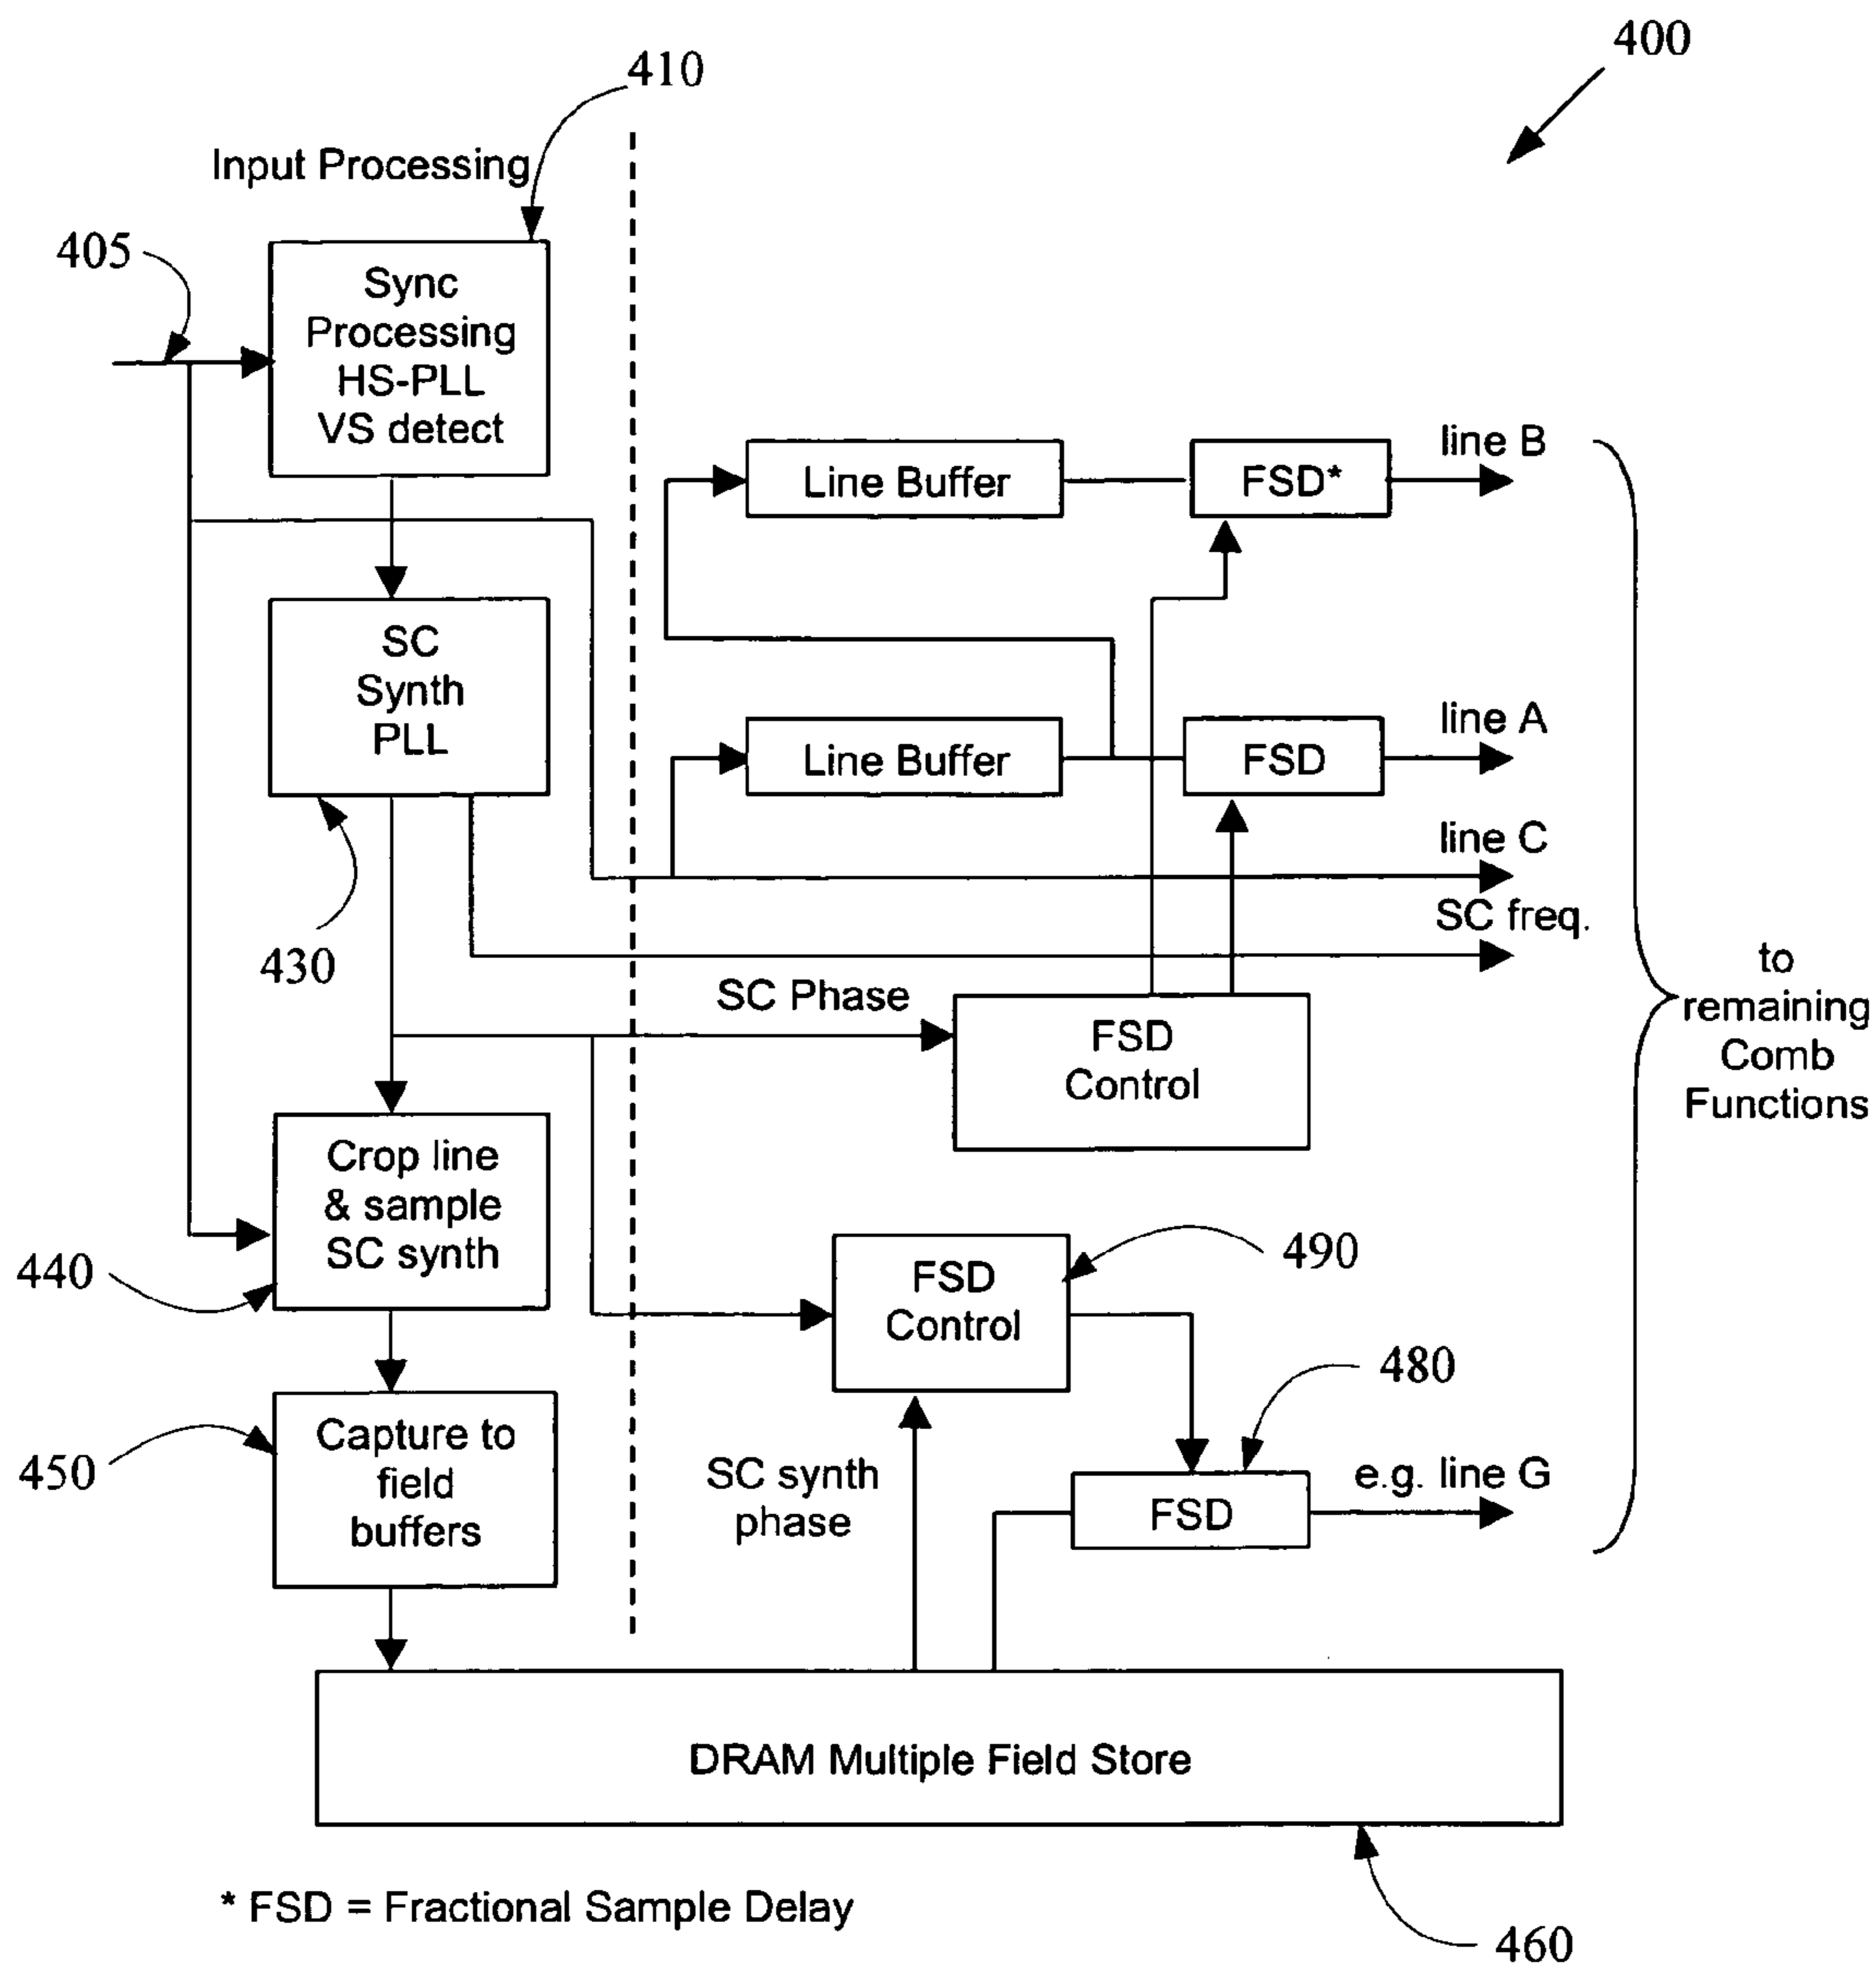 400
410
Input Processing
405
Sync
Processing
HS-PLL
VS detect
line B
Line Buffer
FSD*
SC
Synth
PLL
line A
Line Buffer
FSD
line C
SC freq.
430
to
remaining
Comb
Functions
SC Phase
FSD
Control
Crop line
& sample
SC synth
440
FSD
Control
490
480
Capture to
field
buffers
450
SC synth
phase
e.g. line G
FSD
DRAM Multiple Field Store
* FSD = Fractional Sample Delay
460